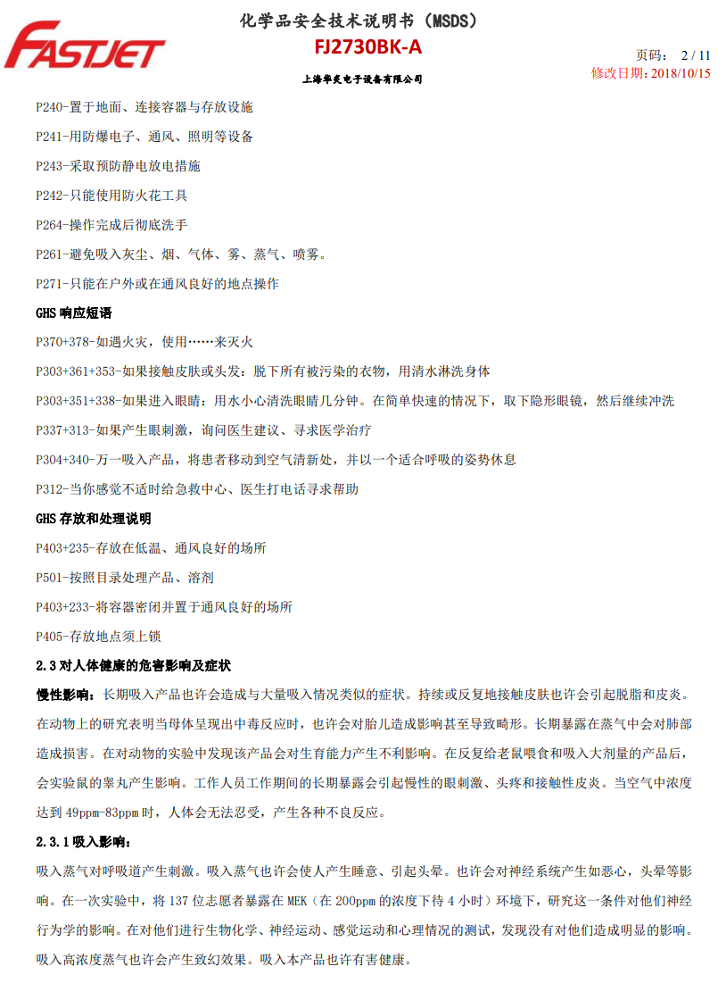 化学品安全技术说明书（MSDS）
FASTJET
FJ2730BK-A
页码： 2 / 11
修改日期：2018/10/15
上海华炙电子设备有限公司
P240-置于地面、连接容器与存放设施
P241-用防爆电子、通风、照明等设备
P243-采取预防静电放电措施
P242-只能使用防火花工具
P264-操作完成后彻底洗手
P261-避免吸入灰尘、烟、气体、雾、蒸气、喷雾。
P271-只能在户外或在通风良好的地点操作
GHS 响应短语
P370+378-如遇火灾，使用……来灭火
P303+361+353-如果接触皮肤或头发：脱下所有被污染的衣物，用清水淋洗身体
P303+351+338-如果进入眼睛：用水小心清洗眼睛几分钟。在简单快速的情况下，取下隐形眼镜，然后继续冲洗
P337+313-如果产生眼刺激，询问医生建议、寻求医学治疗
P304+340-万一吸入产品，将患者移动到空气清新处，并以一个适合呼吸的姿势休息
P312-当你感觉不适时给急救中心、医生打电话寻求帮助
GHS 存放和处理说明
P403+235-存放在低温、通风良好的场所
P501-按照目录处理产品、溶剂
P403+233-将容器密闭并置于通风良好的场所
P405-存放地点须上锁
2.3 对人体健康的危害影响及症状
慢性影响：长期吸入产品也许会造成与大量吸入情况类似的症状。持续或反复地接触皮肤也许会引起脱脂和皮炎。
在动物上的研究表明当母体呈现出中毒反应时，也许会对胎儿造成影响甚至导致畸形。长期暴露在蒸气中会对肺部
造成损害。在对动物的实验中发现该产品会对生育能力产生不利影响。在反复给老鼠喂食和吸入大剂量的产品后，
会实验鼠的睾丸产生影响。工作人员工作期间的长期暴露会引起慢性的眼刺激、头疼和接触性皮炎。当空气中浓度
达到 49ppm-83ppm 时，人体会无法忍受，产生各种不良反应。
2.3.1 吸入影响：
吸入蒸气对呼吸道产生刺激。吸入蒸气也许会使人产生睡意、引起头晕。也许会对神经系统产生如恶心，头晕等影
响。在一次实验中，将 137 位志愿者暴露在 MEK（在 200ppm 的浓度下待 4 小时）环境下，研究这一条件对他们神经
行为学的影响。在对他们进行生物化学、神经运动、感觉运动和心理情况的测试，发现没有对他们造成明显的影响。
吸入高浓度蒸气也许会产生致幻效果。吸入本产品也许有害健康。